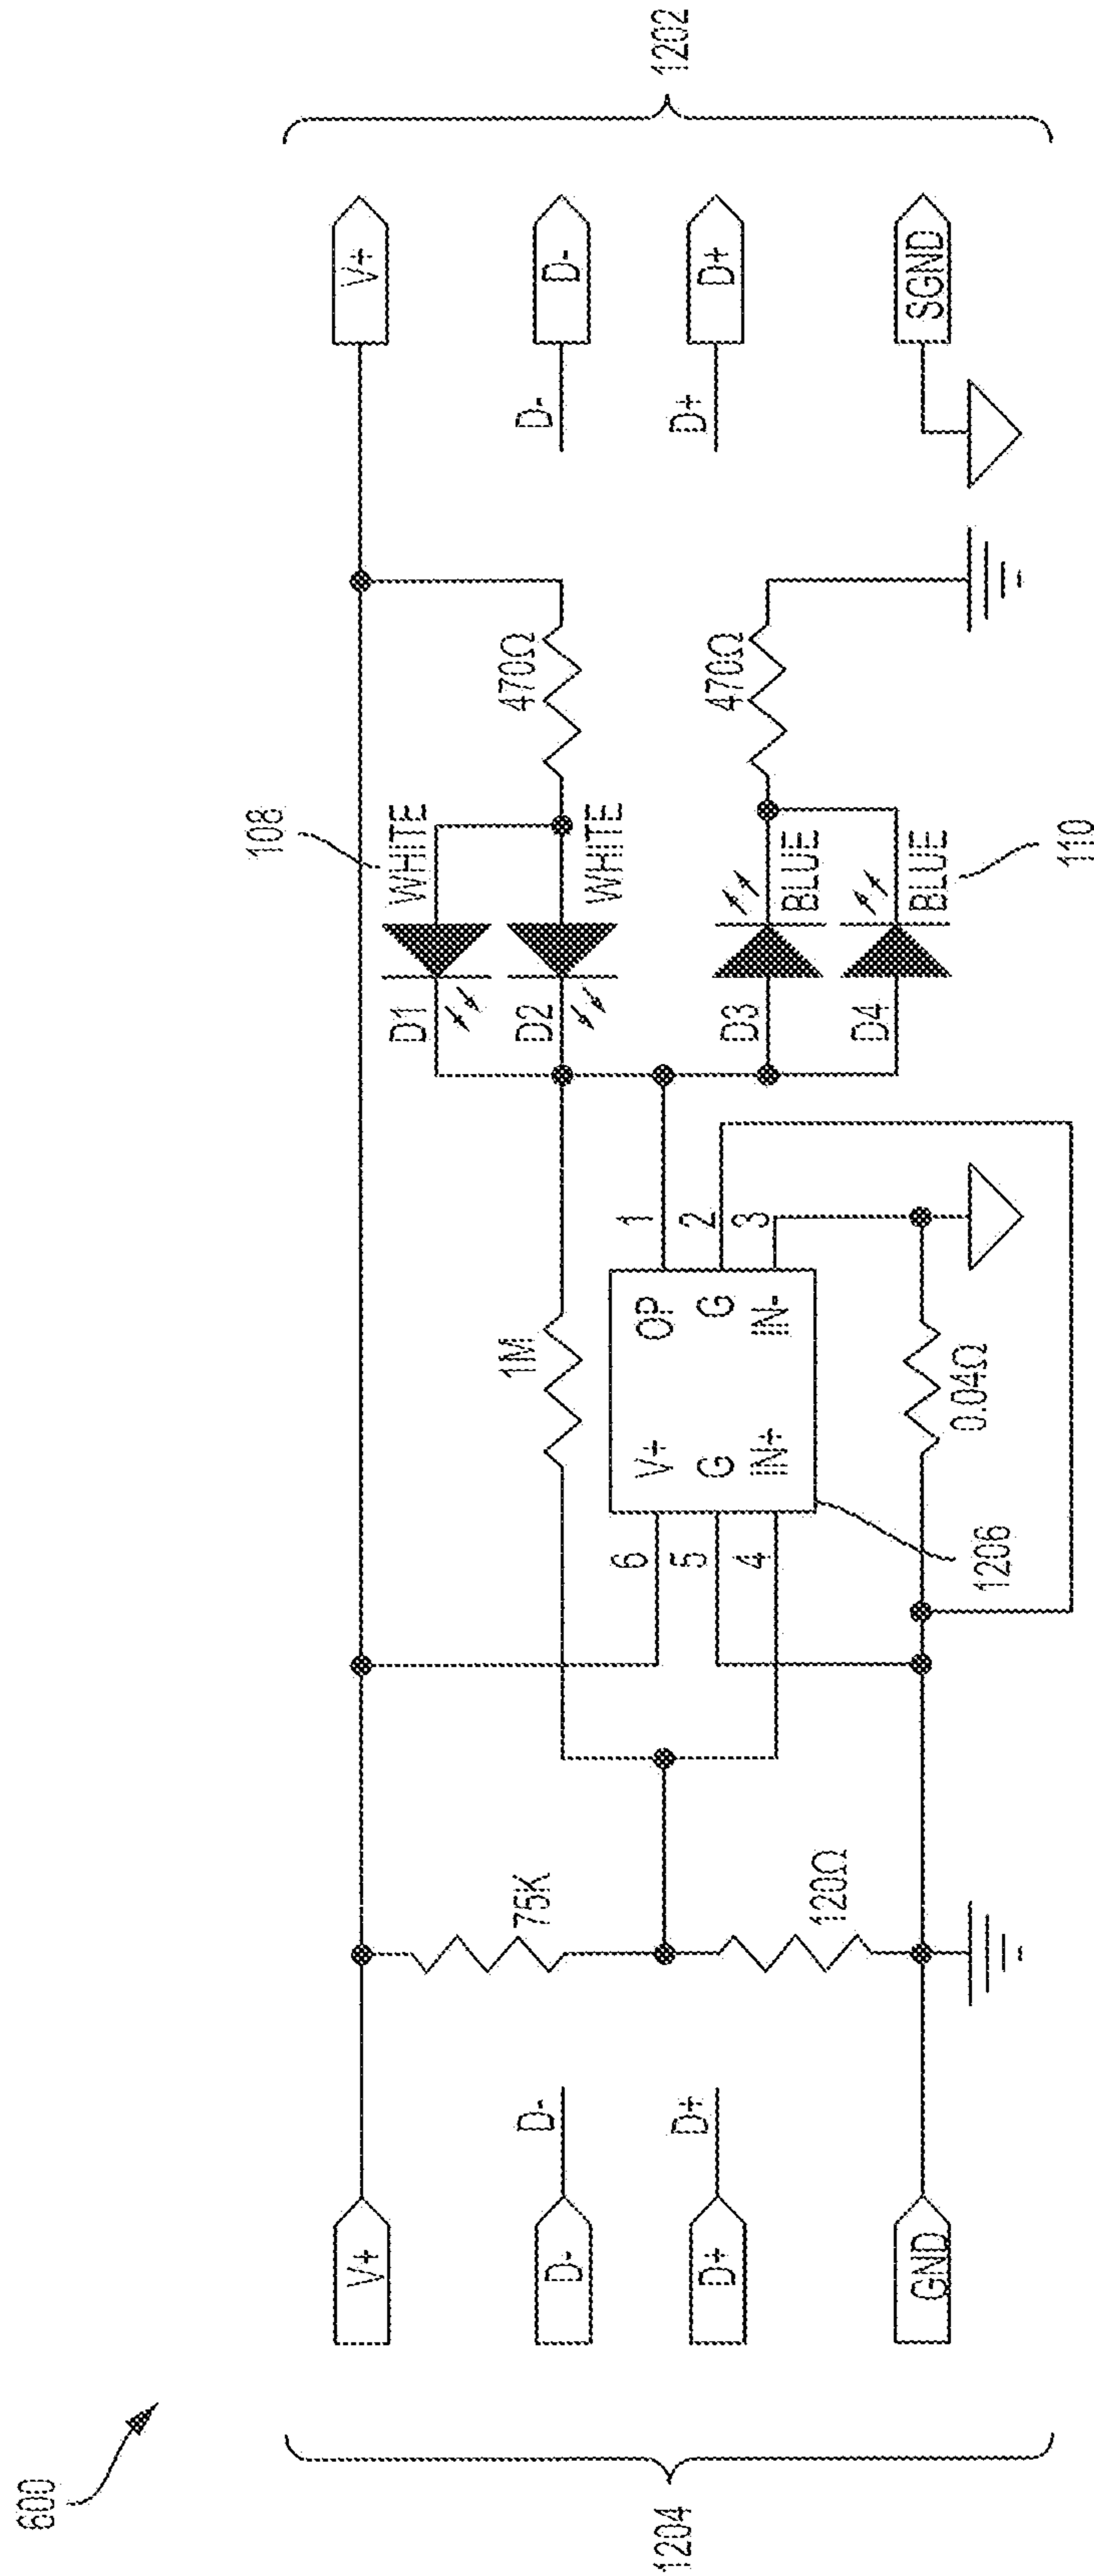 600
1204
1202
V+
D-
D+
GND
D-
D+
75K
120Ω
1M
6
5
4
V+
G
IN+
OP
G
IN-
1
2
3
1206
0.04Ω
D1
D2
D3
D4
WHITE
WHITE
BLUE
BLUE
108
110
470Ω
470Ω
D-
D+
V+
D-
D+
SGND